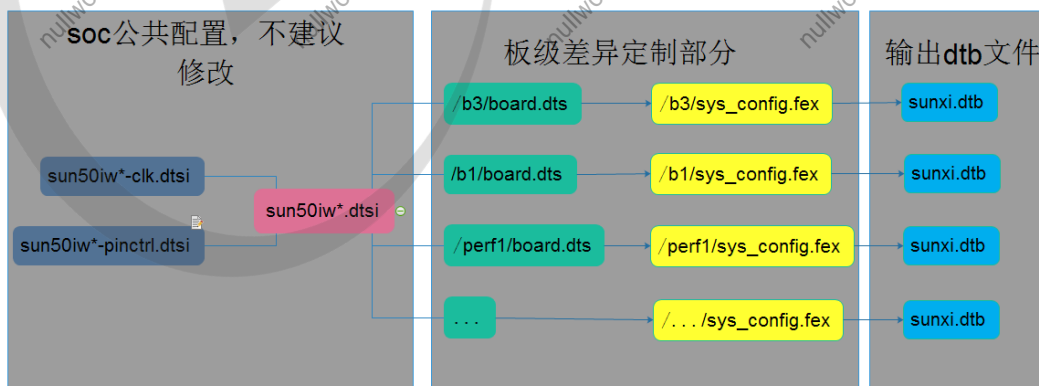 soc公共配置，不建议
修改
板级差异定制部分
输出dtb文件
/b3/board.dts
/b3/sys_config.fex
sunxi.dtb
sun50iw*-clk.dtsi
/b1/board.dts
/b1/sys_config.fex
sunxi.dtb
sun50iw*.dtsi
sun50iw*-pinctrl.dtsi
/perf1/board.dts
/perf1/sys_config.fex
sunxi.dtb
...
/.../sys_config.fex
sunxi.dtb